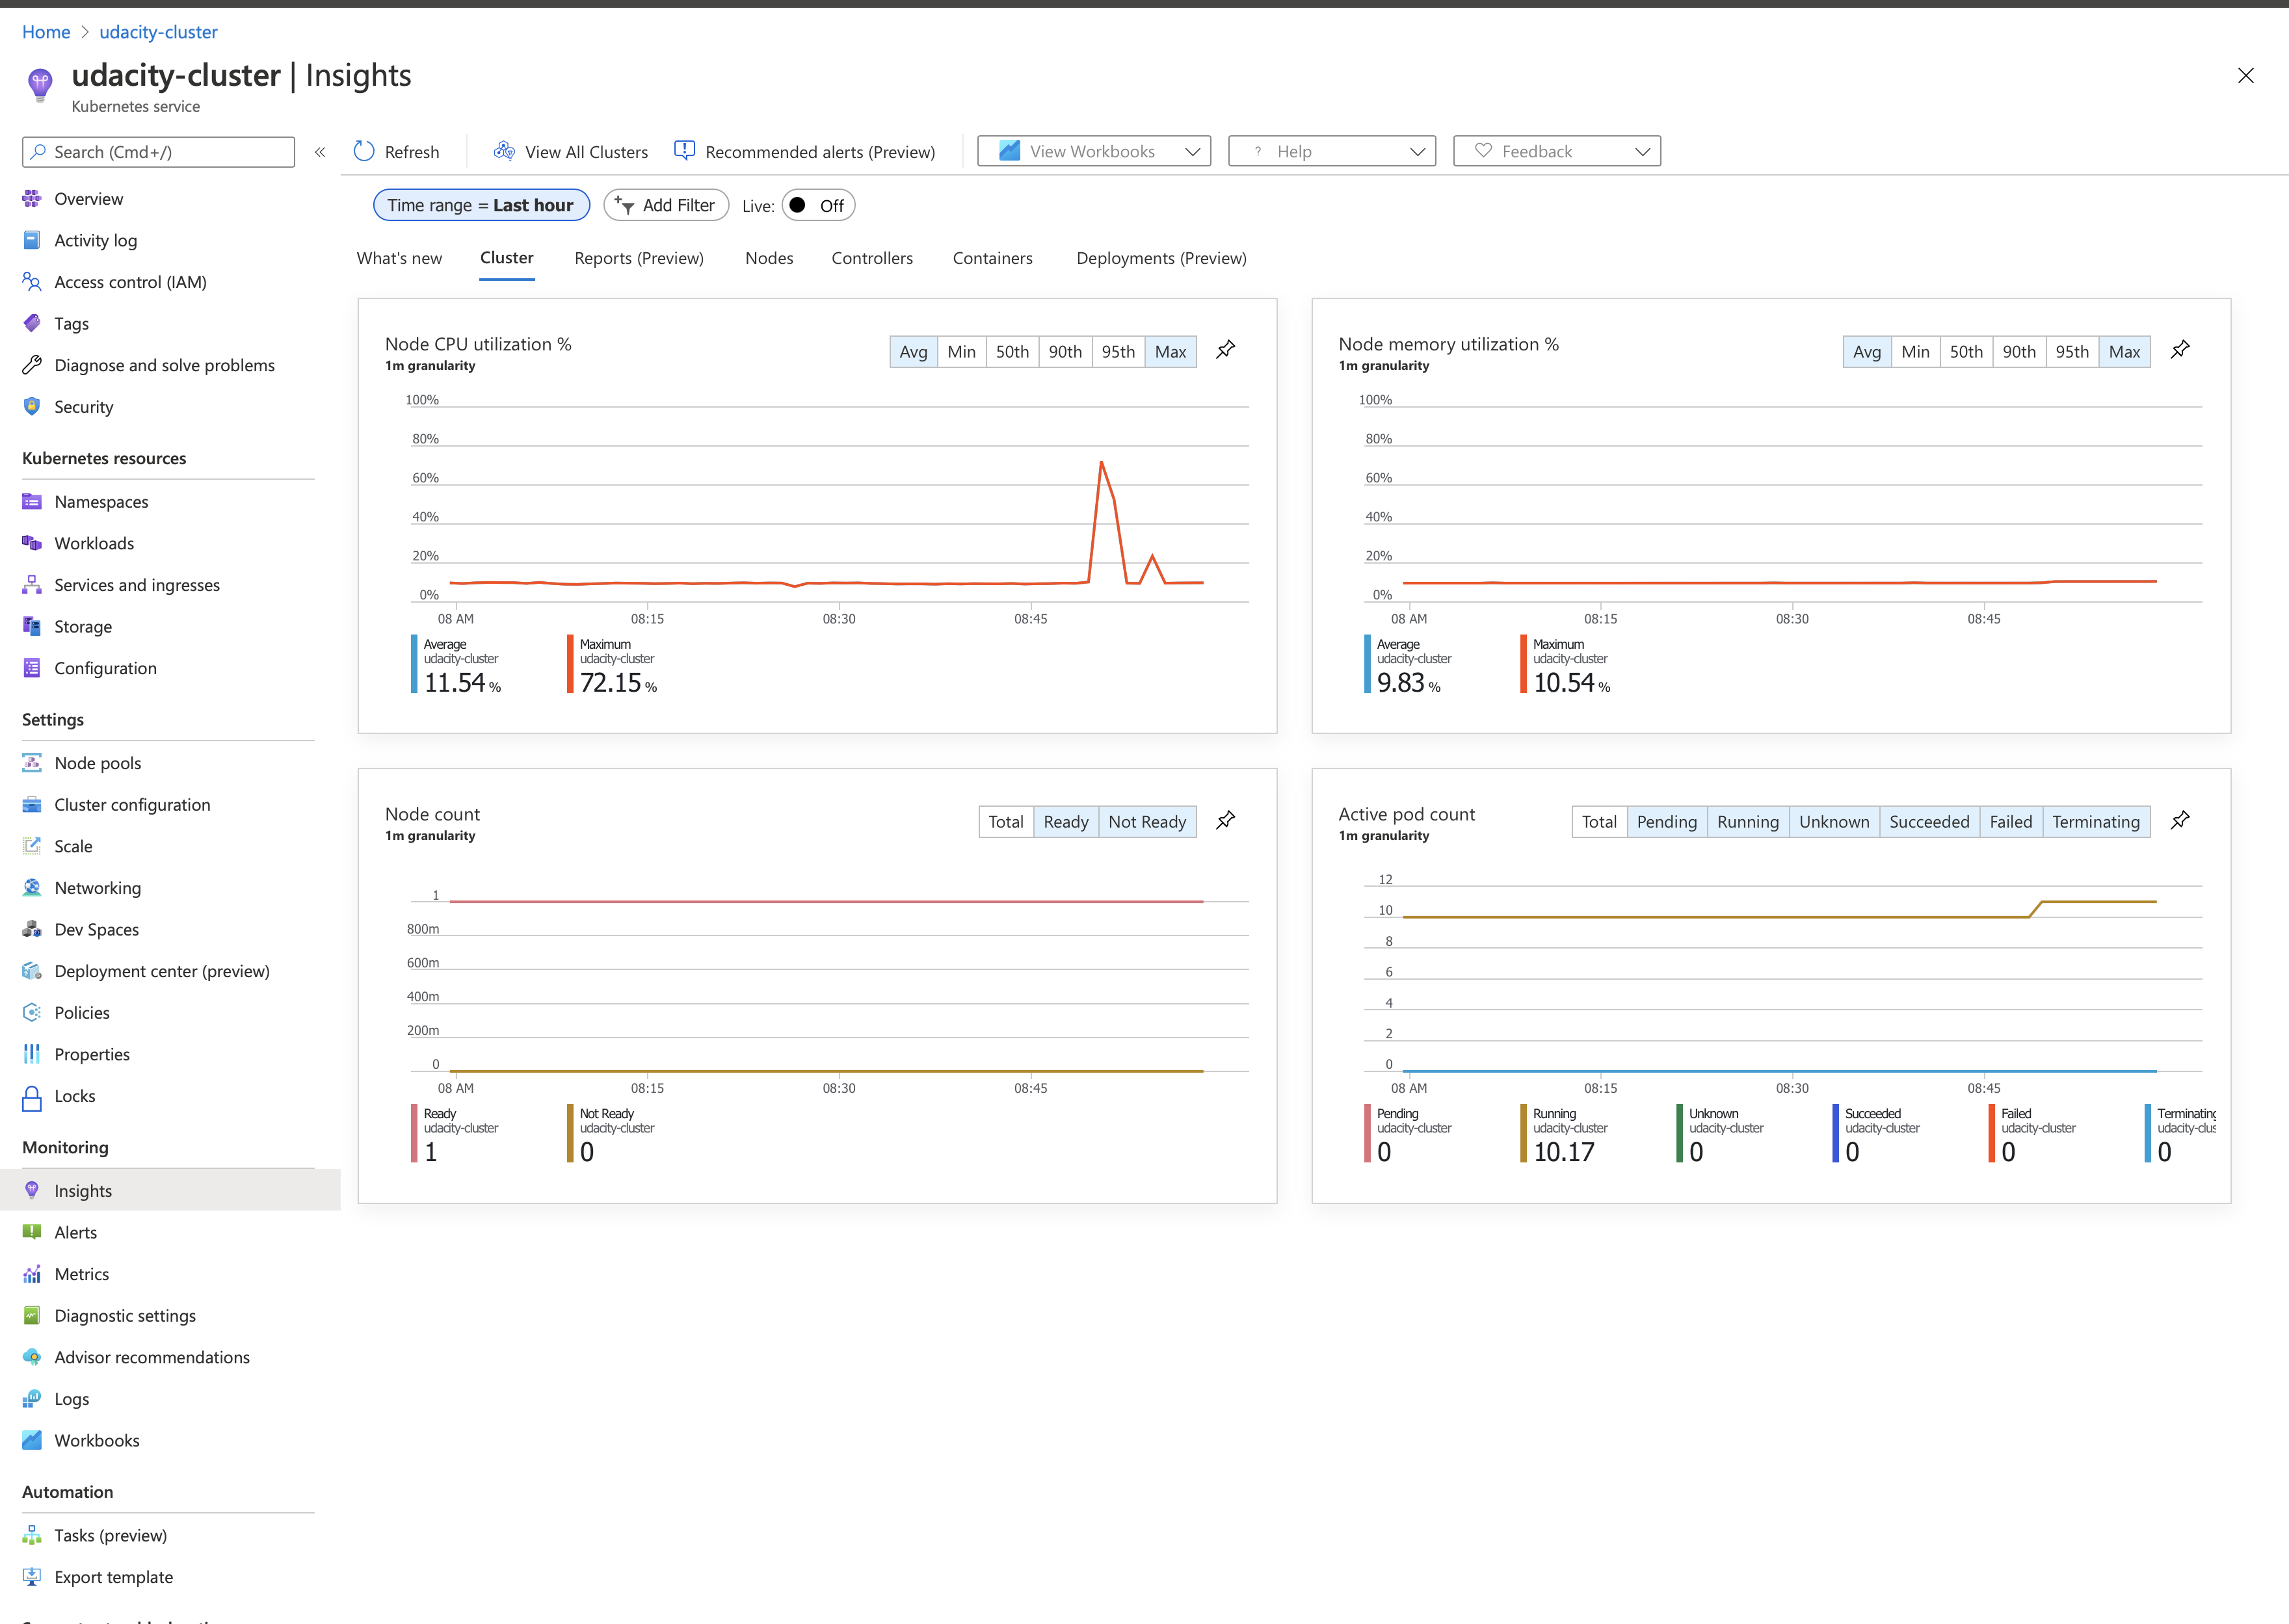 Home > udacity-cluster
udacity-cluster | Insights
Kubernetes service
Search (Cmd+/)
«
Refresh
View All Clusters
Recommended alerts (Preview)
View Workbooks
? Help
Feedback
Overview
Activity log
Access control (IAM)
Tags
Diagnose and solve problems
Security
Kubernetes resources
Namespaces
Workloads
Services and ingresses
Storage
Configuration
Settings
Node pools
Cluster configuration
Scale
Networking
Dev Spaces
Deployment center (preview)
Policies
Properties
Locks
Monitoring
Insights
Alerts
Metrics
Diagnostic settings
Advisor recommendations
Logs
Workbooks
Automation
Tasks (preview)
Export template
Time range = Last hour
Add Filter
Live: Off
What's new Cluster Reports (Preview) Nodes Controllers Containers Deployments (Preview)
Node CPU utilization %
1m granularity
Avg Min 50th 90th 95th Max
100%
80%
60%
40%
20%
0%
08 AM 08:15 08:30 08:45
Average
udacity-cluster
11.54 %
Maximum
udacity-cluster
72.15 %
Node memory utilization %
1m granularity
Avg Min 50th 90th 95th Max
100%
80%
60%
40%
20%
0%
08 AM 08:15 08:30 08:45
Average
udacity-cluster
9.83 %
Maximum
udacity-cluster
10.54 %
Node count
1m granularity
Total Ready Not Ready
1
800m
600m
400m
200m
0
08 AM 08:15 08:30 08:45
Ready
udacity-cluster
1
Not Ready
udacity-cluster
0
Active pod count
1m granularity
Total Pending Running Unknown Succeeded Failed Terminating
12
10
8
6
4
2
0
08 AM 08:15 08:30 08:45
Pending
udacity-cluster
0
Running
udacity-cluster
10.17
Unknown
udacity-cluster
0
Succeeded
udacity-cluster
0
Failed
udacity-cluster
0
Terminating
udacity-clus
0